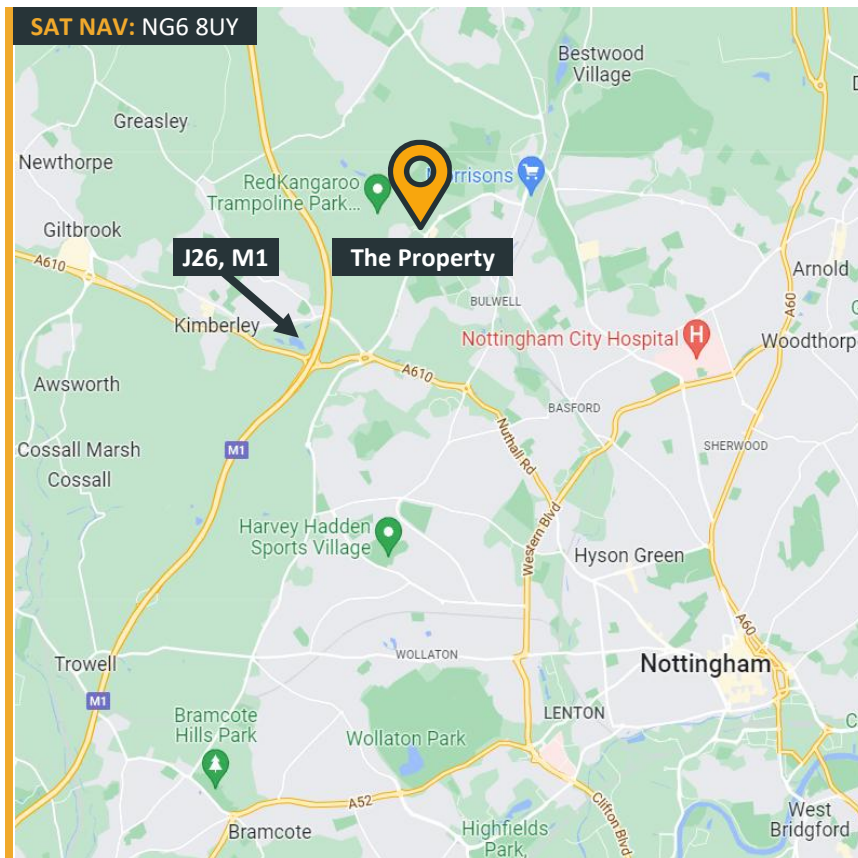 SAT NAV: NG6 8UY
Bestwood
Village
Greasley
Newthorpe
RedKangaroo
Trampoline Park...
Morrisons
Giltbrook
J26, M1
The Property
A610
Arnold
A60
BULWELL
Kimberley
Nottingham City Hospital
H
Woodthorp
A610
Awsworth
BASFORD
Nuthall Rd
SHERWOOD
Cossall Marsh
Cossall
M1
Western Blvd
Harvey Hadden
Sports Village
Hyson Green
A60
Trowell
WOLLATON
Nottingham
M1
LENTON
Bramcote
Hills Park
Wollaton Park
A52
Clifton Blvd
West
Bridgford
Bramcote
Highfields
Park,